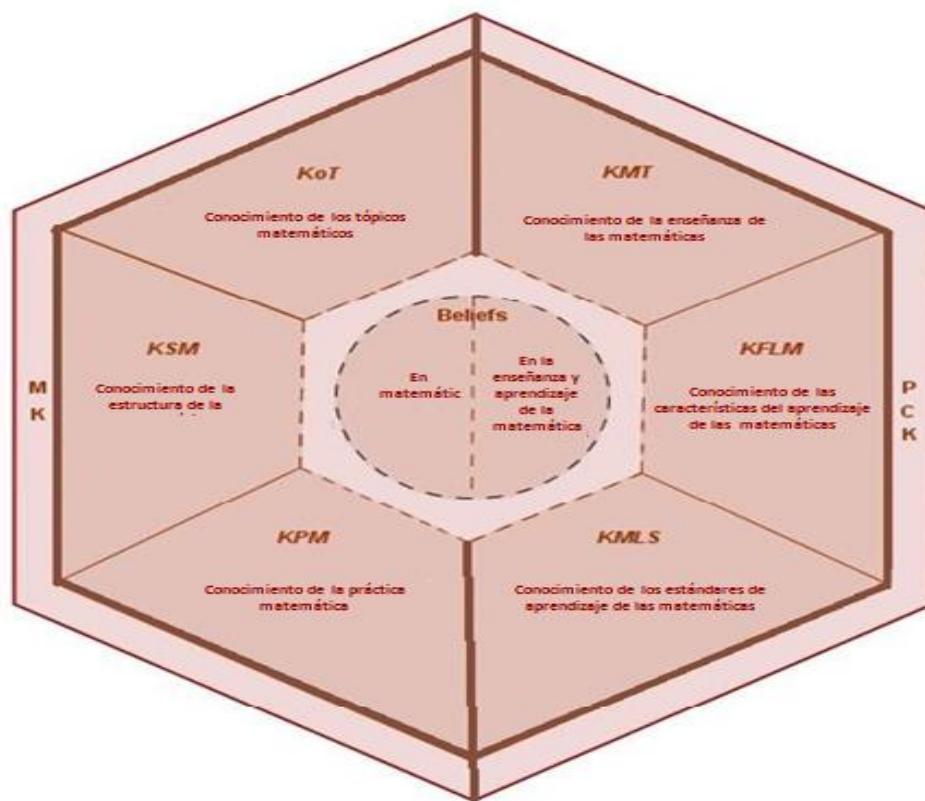 KoT
Conocimiento de los tópicos
matemáticos
KMT
Conocimiento de la enseñanza de
las matemáticas
KSM
Conocimiento de la
estructura de la
M
K
Beliefs
En
matemátic
En la
enseñanza y
aprendizaje
de la
matemática
KFLM
Conocimiento de las
características del aprendizaje
de las matemáticas
P
C
K
KPM
Conocimiento de la práctica
matemática
KMLS
Conocimiento de los estándares de
aprendizaje de las matemáticas